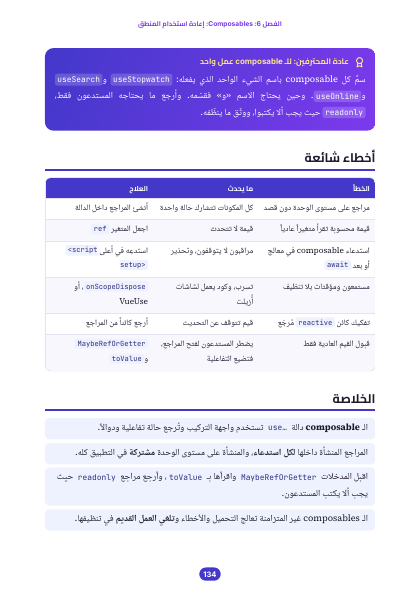 الفصل 6: Composables: إعادة استخدام المنطق
عادة المحترفين: للـ composable عمل واحد
سمِّ كل composable باسم الشيء الواحد الذي يفعله: useStopwatch و useSearch
و useOnline. وحين يحتاج الاسم «و» فقسّمه. وأرجع ما يحتاجه المستدعون فقط،
readonly حيث يجب ألا يكتبوا، ووثّق ما ينظّفه.
أخطاء شائعة
الخطأ ما يحدث العلاج
مراجع على مستوى الوحدة دون قصد كل المكونات تتشارك حالة واحدة أنشئ المراجع داخل الدالة
قيمة محسوبة تقرأ متغيراً عادياً قيمة لا تتحدث اجعل المتغير ref
استدعاء composable في معالج مراقبون لا يتوقفون، وتحذير استدعه في أعلى <script
أو بعد await setup>
مستمعون ومؤقتات بلا تنظيف تسرب، وكود يعمل لشاشات onScopeDispose، أو
أُزيلت VueUse
تفكيك كائن reactive مُرجَع قيم تتوقف عن التحديث أرجع كائناً من المراجع
قبول القيم العادية فقط يضطر المستدعون لفتح المراجع، MaybeRefOrGetter
فتضيع التفاعلية و toValue
الخلاصة
الـ composable دالة use… تستخدم واجهة التركيب وتُرجع حالة تفاعلية ودوالاً.
المراجع المنشأة داخلها لكل استدعاء، والمنشأة على مستوى الوحدة مشتركة في التطبيق كله.
اقبل المدخلات MaybeRefOrGetter واقرأها بـ toValue، وأرجع مراجع readonly حيث
يجب ألا يكتب المستدعون.
الـ composables غير المتزامنة تعالج التحميل والأخطاء وتلغي العمل القديم في تنظيفها.
134